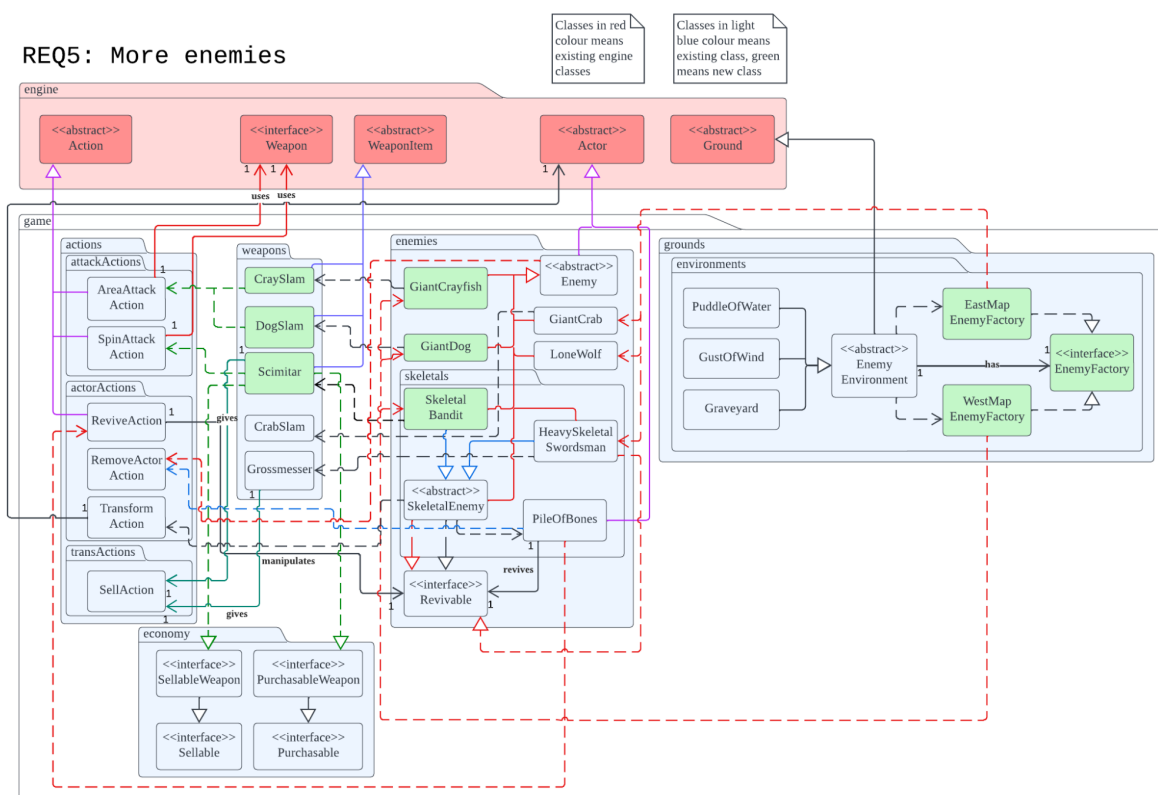 Classes in red
colour means
existing engine
classes
Classes in light
blue colour means
existing class, green
means new class
REQ5: More enemies
engine
<<abstract>>
Action
<<interface>>
Weapon
<<abstract>>
WeaponItem
<<abstract>>
Actor
<<abstract>>
Ground
1
1
1
uses
uses
game
actions
attackActions
1
AreaAttack
Action
1
SpinAttack
Action
actorActions
ReviveAction
1
gives
RemoveActor
Action
1
Transform
Action
transActions
SellAction
1
1
weapons
CraySlam
DogSlam
1
Scimitar
CrabSlam
Grossmesser
1
manipulates
gives
enemies
GiantCrayfish
<<abstract>>
Enemy
GiantCrab
GiantDog
LoneWolf
skeletals
Skeletal
Bandit
HeavySkeletal
Swordsman
<<abstract>>
SkeletalEnemy
PileOfBones
1
revives
<<interface>>
Revivable
1
1
grounds
environments
PuddleOfWater
GustOfWind
Graveyard
<<abstract>>
Enemy
Environment
1
has
1
EastMap
EnemyFactory
<<interface>>
EnemyFactory
WestMap
EnemyFactory
economy
<<interface>>
SellableWeapon
<<interface>>
PurchasableWeapon
<<interface>>
Sellable
<<interface>>
Purchasable